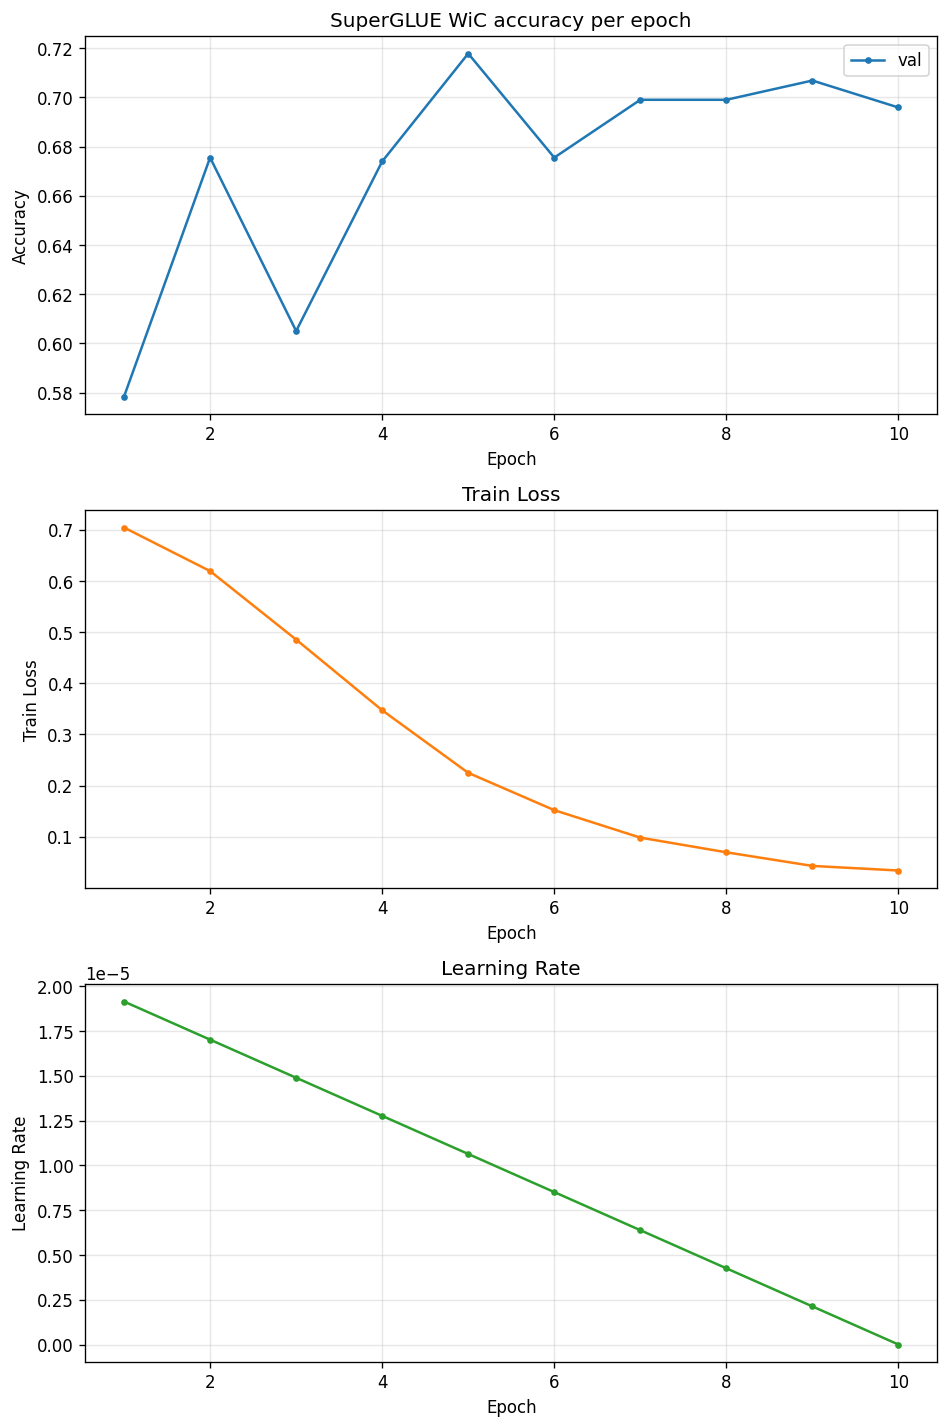 SuperGLUE WiC accuracy per epoch
val
0.72
0.70
0.68
0.66
0.64
0.62
0.60
0.58
Accuracy
2 4 6 8 10
Epoch
Train Loss
0.7
0.6
0.5
0.4
0.3
0.2
0.1
Train Loss
2 4 6 8 10
Epoch
Learning Rate
1e−5
2.00
1.75
1.50
1.25
1.00
0.75
0.50
0.25
0.00
Learning Rate
2 4 6 8 10
Epoch